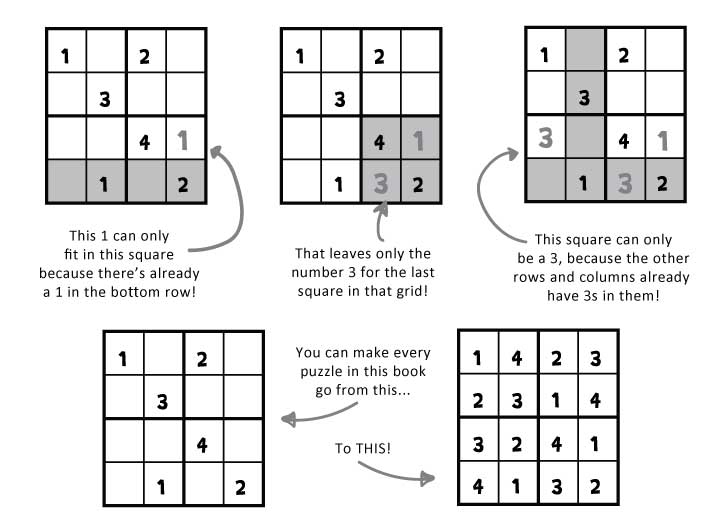 1 2
3
4 1
1 2
This 1 can only
fit in this square
because there's already
a 1 in the bottom row!
1 2
3
4 1
1 3 2
That leaves only the
number 3 for the last
square in that grid!
1 2
3
3 4 1
1 3 2
This square can only
be a 3, because the other
rows and columns already
have 3s in them!
1 2
3
4
1 2
You can make every
puzzle in this book
go from this...
To THIS!
1 4 2 3
2 3 1 4
3 2 4 1
4 1 3 2